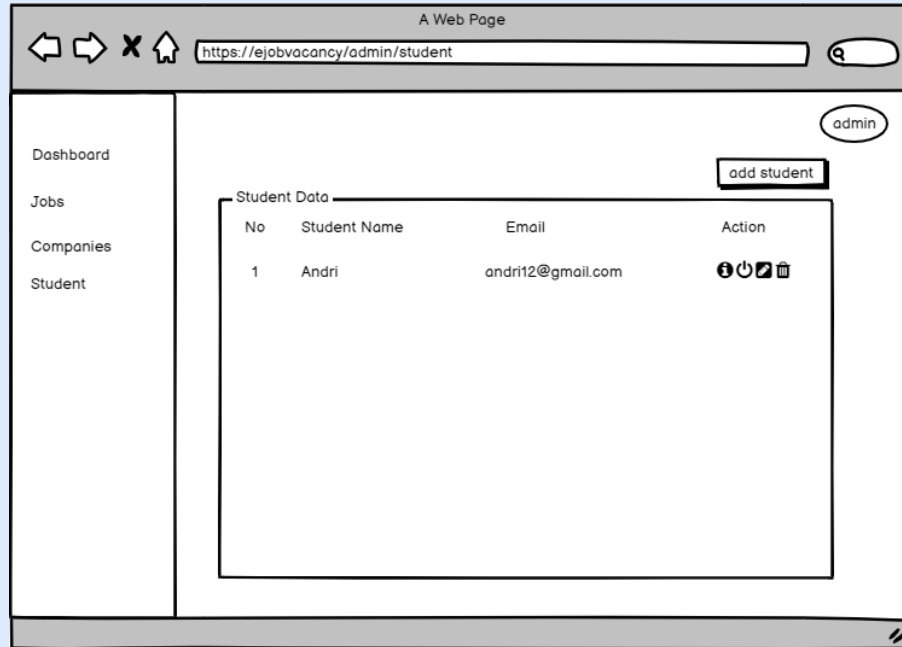 A Web Page
https://ejobvacancy/admin/student
admin
Dashboard
Jobs
Companies
Student
add student
Student Data
No Student Name Email Action
1 Andri andri12@gmail.com